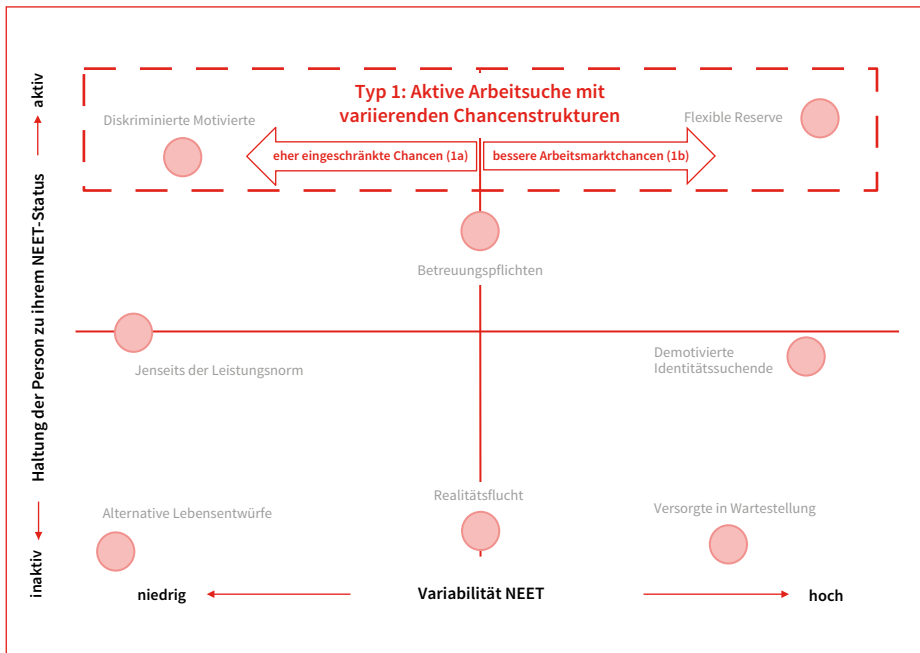 aktiv
Haltung der Person zu ihrem NEET-Status
inaktiv
Typ 1: Aktive Arbeitsuche mit
variierenden Chancenstrukturen
Diskriminierte Motivierte
Flexible Reserve
eher eingeschränkte Chancen (1a)
bessere Arbeitsmarktchancen (1b)
Betreuungspflichten
Jenseits der Leistungsnorm
Demotivierte
Identitätssuchende
Alternative Lebensentwürfe
Realitätsflucht
Versorgte in Wartestellung
niedrig
Variabilität NEET
hoch